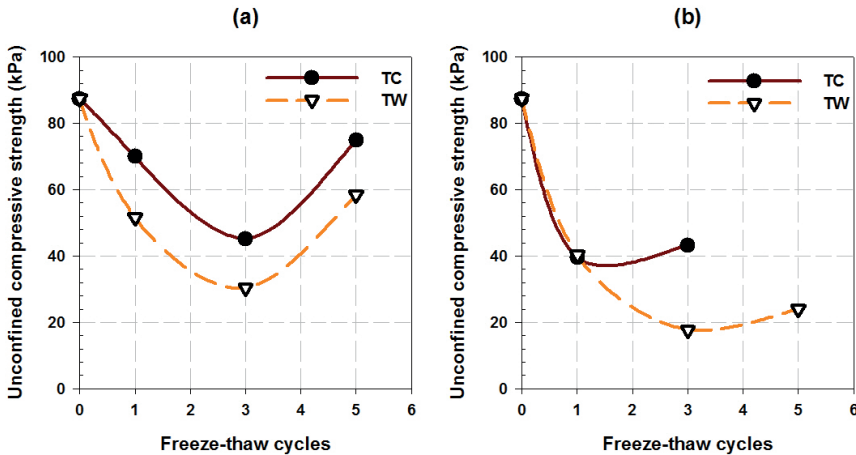 (a)
Unconfined compressive strength (kPa)
100
80
60
40
20
0
TC
TW
0 1 2 3 4 5 6
Freeze-thaw cycles
(b)
Unconfined compressive strength (kPa)
100
80
60
40
20
0
TC
TW
0 1 2 3 4 5 6
Freeze-thaw cycles